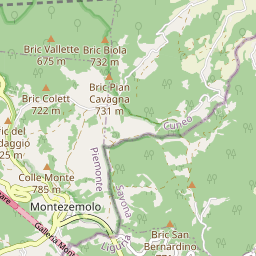 Bric Vallette
675 m
Bric Biola
732 m
Bric Pian
Cavagna
731 m
Bric Colett
722 m
Cuneo
Piemonte
Savona
Colle Monte
785 m
Montezemolo
Bric San
Bernardino